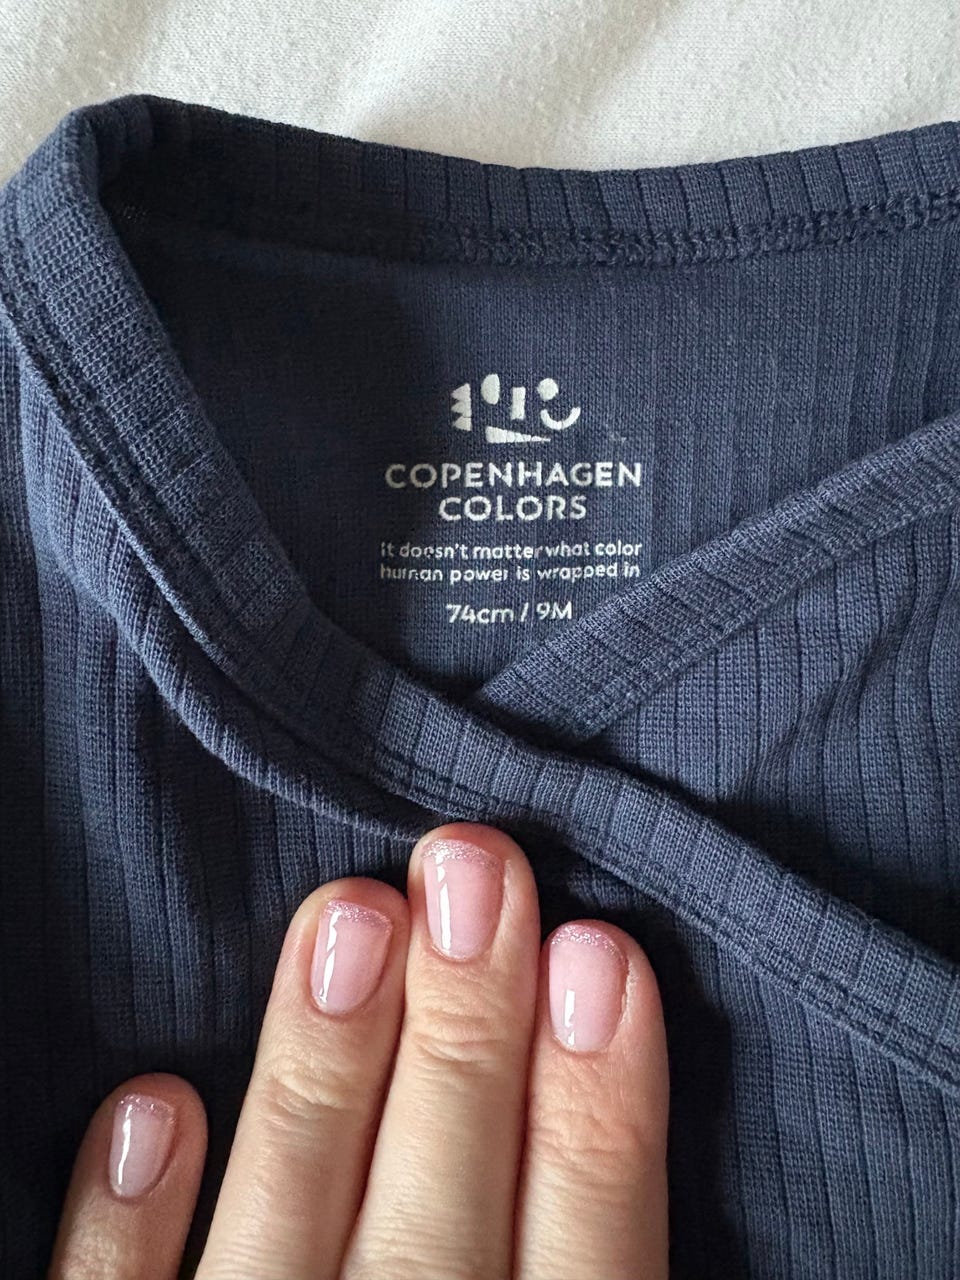 COPENHAGEN
COLORS
it doesn't matter what color
human power is wrapped in
74cm / 9M